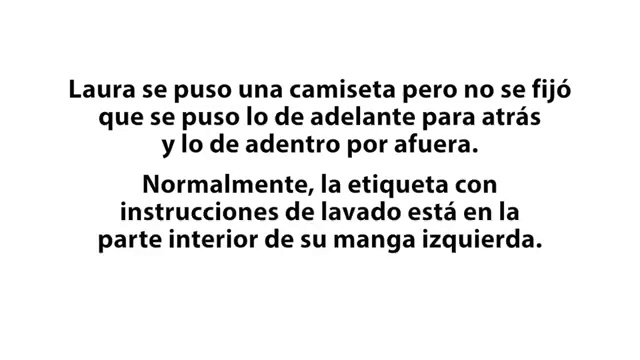 Laura se puso una camiseta pero no se fijó
que se puso lo de adelante para atrás
y lo de adentro por afuera.
Normalmente, la etiqueta con
instrucciones de lavado está en la
parte interior de su manga izquierda.